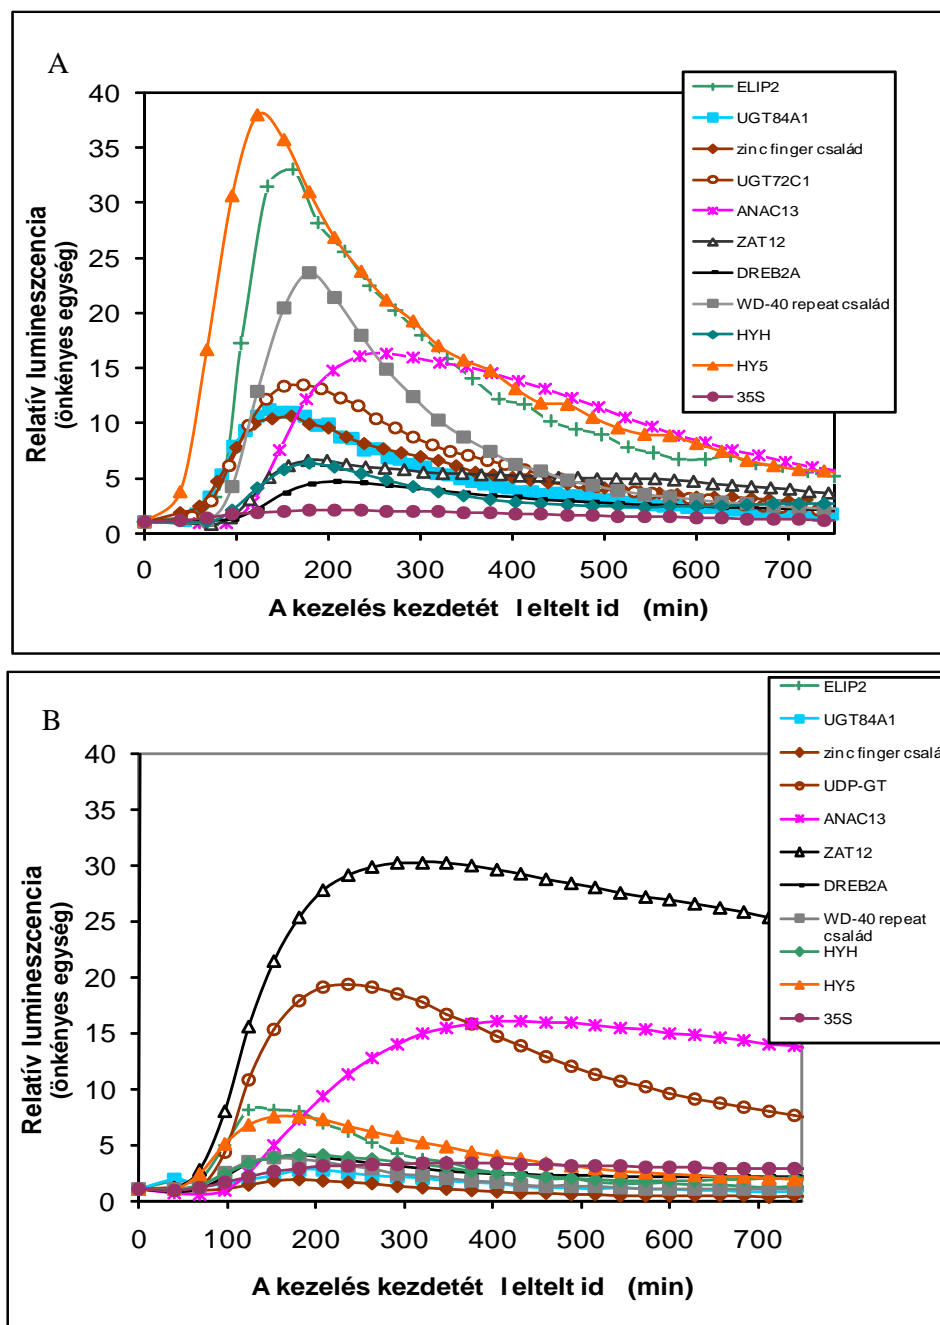 A
40
35
30
25
20
15
10
5
0
0 100 200 300 400 500 600 700
Relatív lumineszcencia
(önkényes egység)
A kezelés kezdetét l eltelt id (min)
ELIP2
UGT84A1
zinc finger család
UGT72C1
ANAC13
ZAT12
DREB2A
WD-40 repeat család
HYH
HY5
35S
B
40
35
30
25
20
15
10
5
0
0 100 200 300 400 500 600 700
Relatív lumineszcencia
(önkényes egység)
A kezelés kezdetét l eltelt id (min)
ELIP2
UGT84A1
zinc finger csalá
UDP-GT
ANAC13
ZAT12
DREB2A
WD-40 repeat
család
HYH
HY5
35S